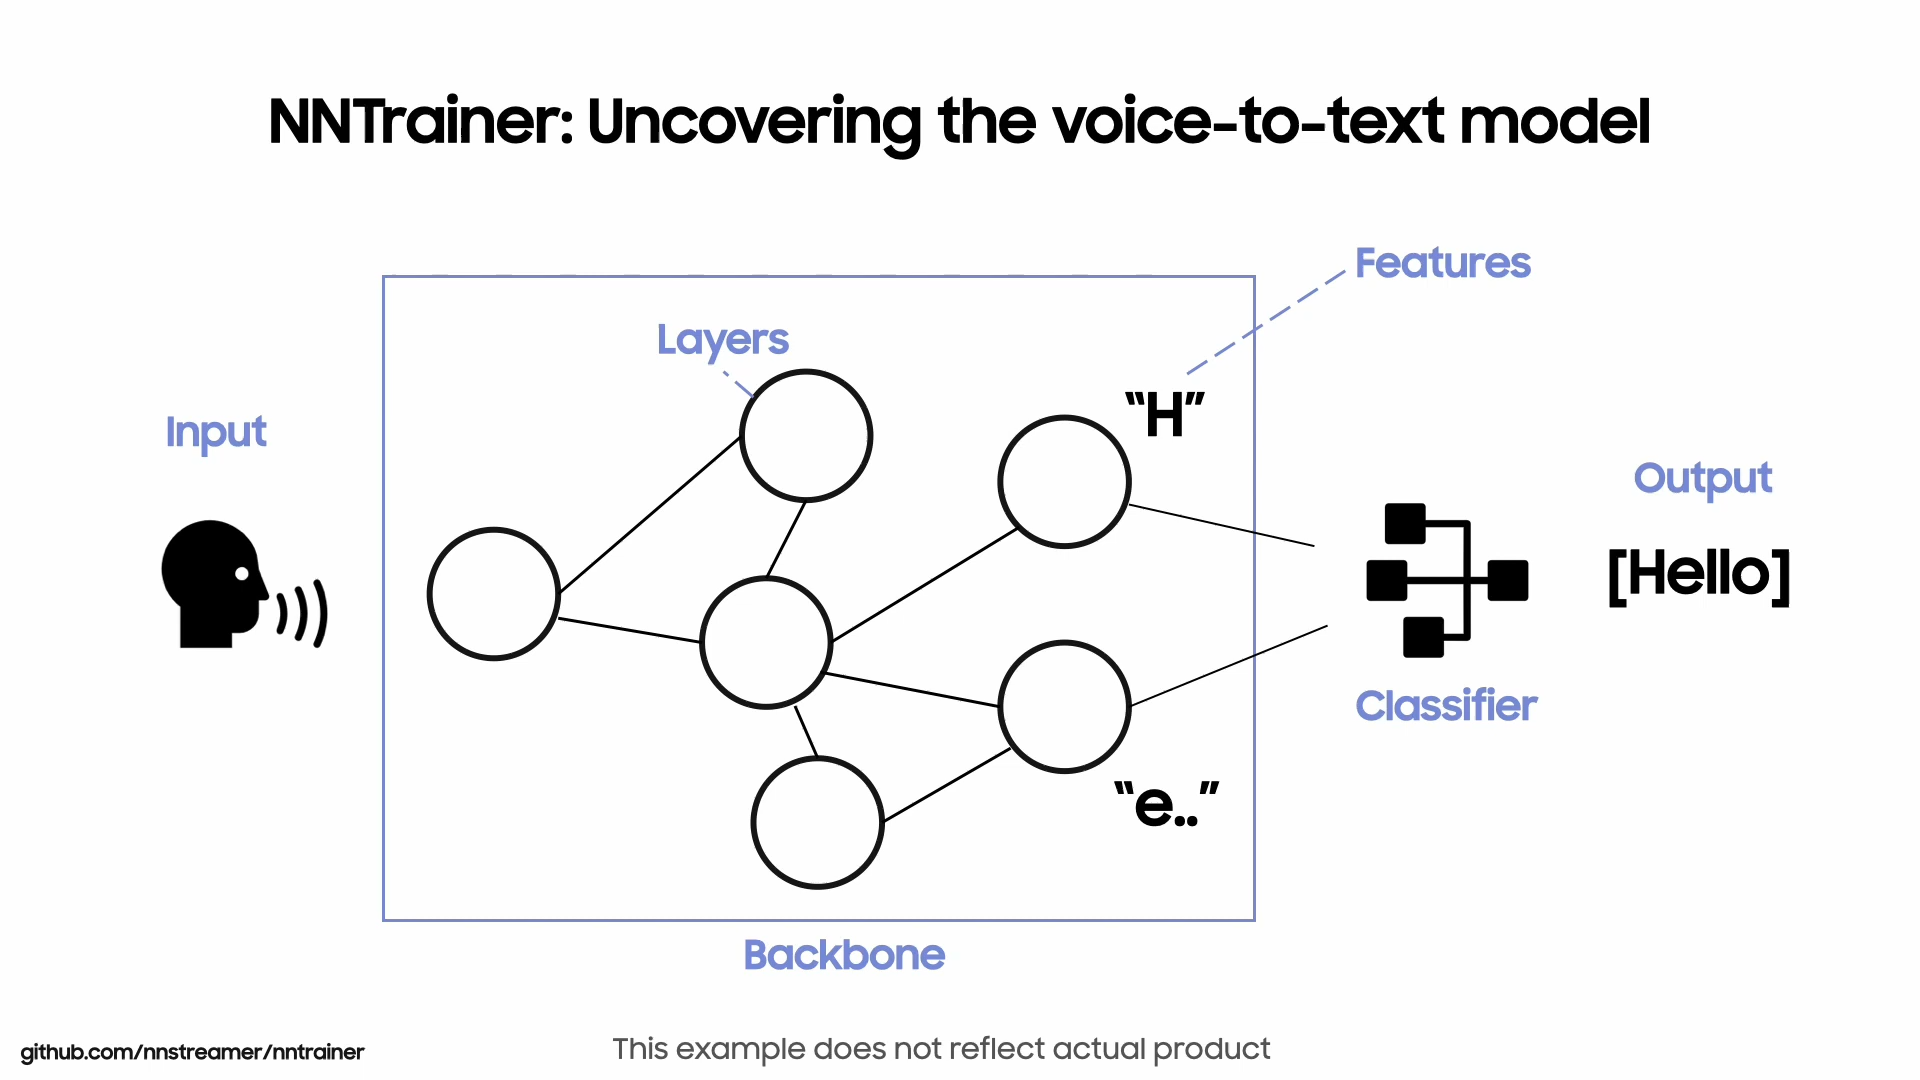 NNTrainer: Uncovering the voice-to-text model
Features
Layers
Input
“H”
Output
[Hello]
Classifier
“e..”
Backbone
github.com/nnstreamer/nntrainer
This example does not reflect actual product